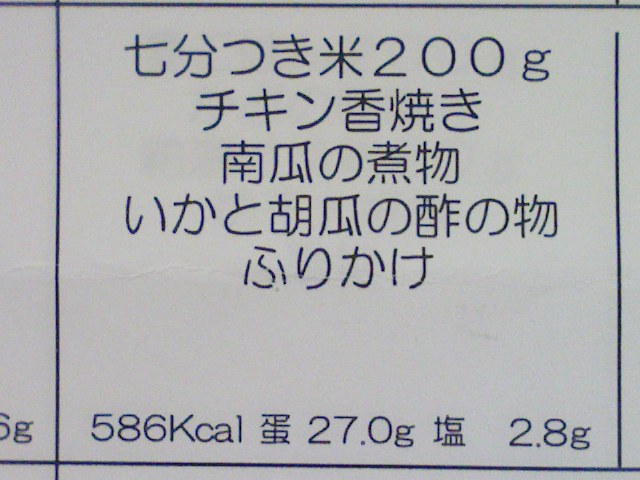 七分つき米２００ｇ
チキン香焼き
南瓜の煮物
いかと胡瓜の酢の物
ふりかけ
6g
586Kcal 蛋 27.0g 塩 2.8g